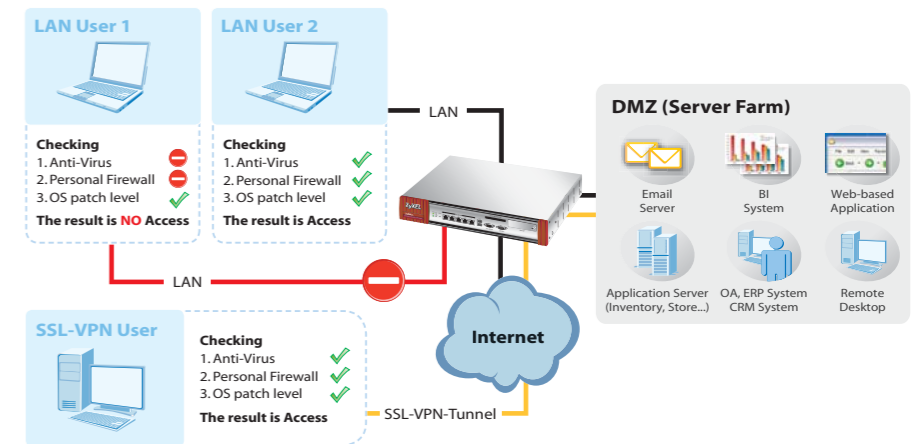 LAN User 1
LAN User 2
Checking
1. Anti-Virus
2. Personal Firewall
3. OS patch level
The result is NO Access
Checking
1. Anti-Virus
2. Personal Firewall
3. OS patch level
The result is Access
LAN
ZyXEL
LAN
SSL-VPN User
Checking
1. Anti-Virus
2. Personal Firewall
3. OS patch level
The result is Access
Internet
SSL-VPN-Tunnel
DMZ (Server Farm)
Email
Server
BI
System
Web-based
Application
Application Server
(Inventory, Store...)
OA, ERP System
CRM System
Remote
Desktop